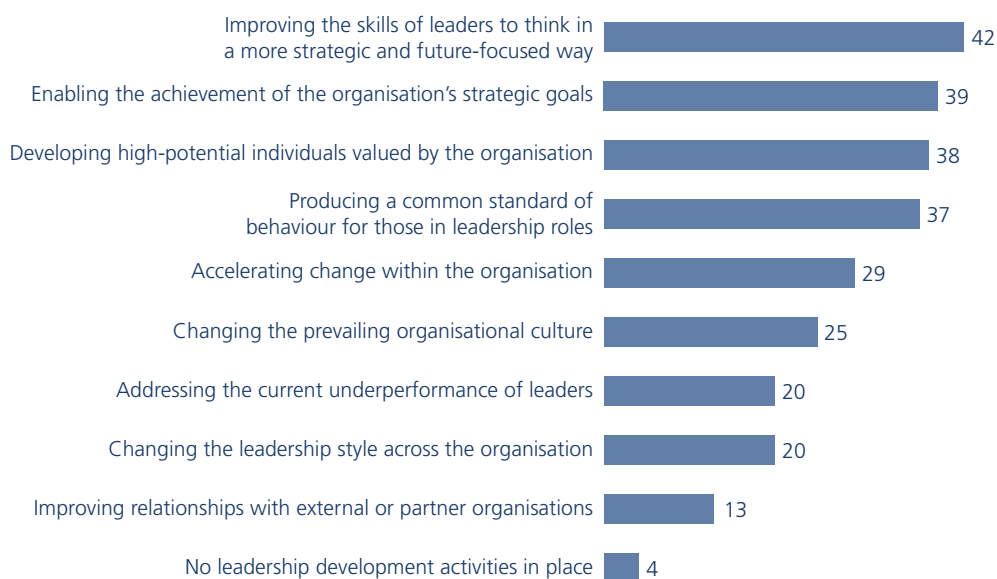 Improving the skills of leaders to think in
a more strategic and future-focused way
42
Enabling the achievement of the organisation’s strategic goals
39
Developing high-potential individuals valued by the organisation
38
Producing a common standard of
behaviour for those in leadership roles
37
Accelerating change within the organisation
29
Changing the prevailing organisational culture
25
Addressing the current underperformance of leaders
20
Changing the leadership style across the organisation
20
Improving relationships with external or partner organisations
13
No leadership development activities in place
4